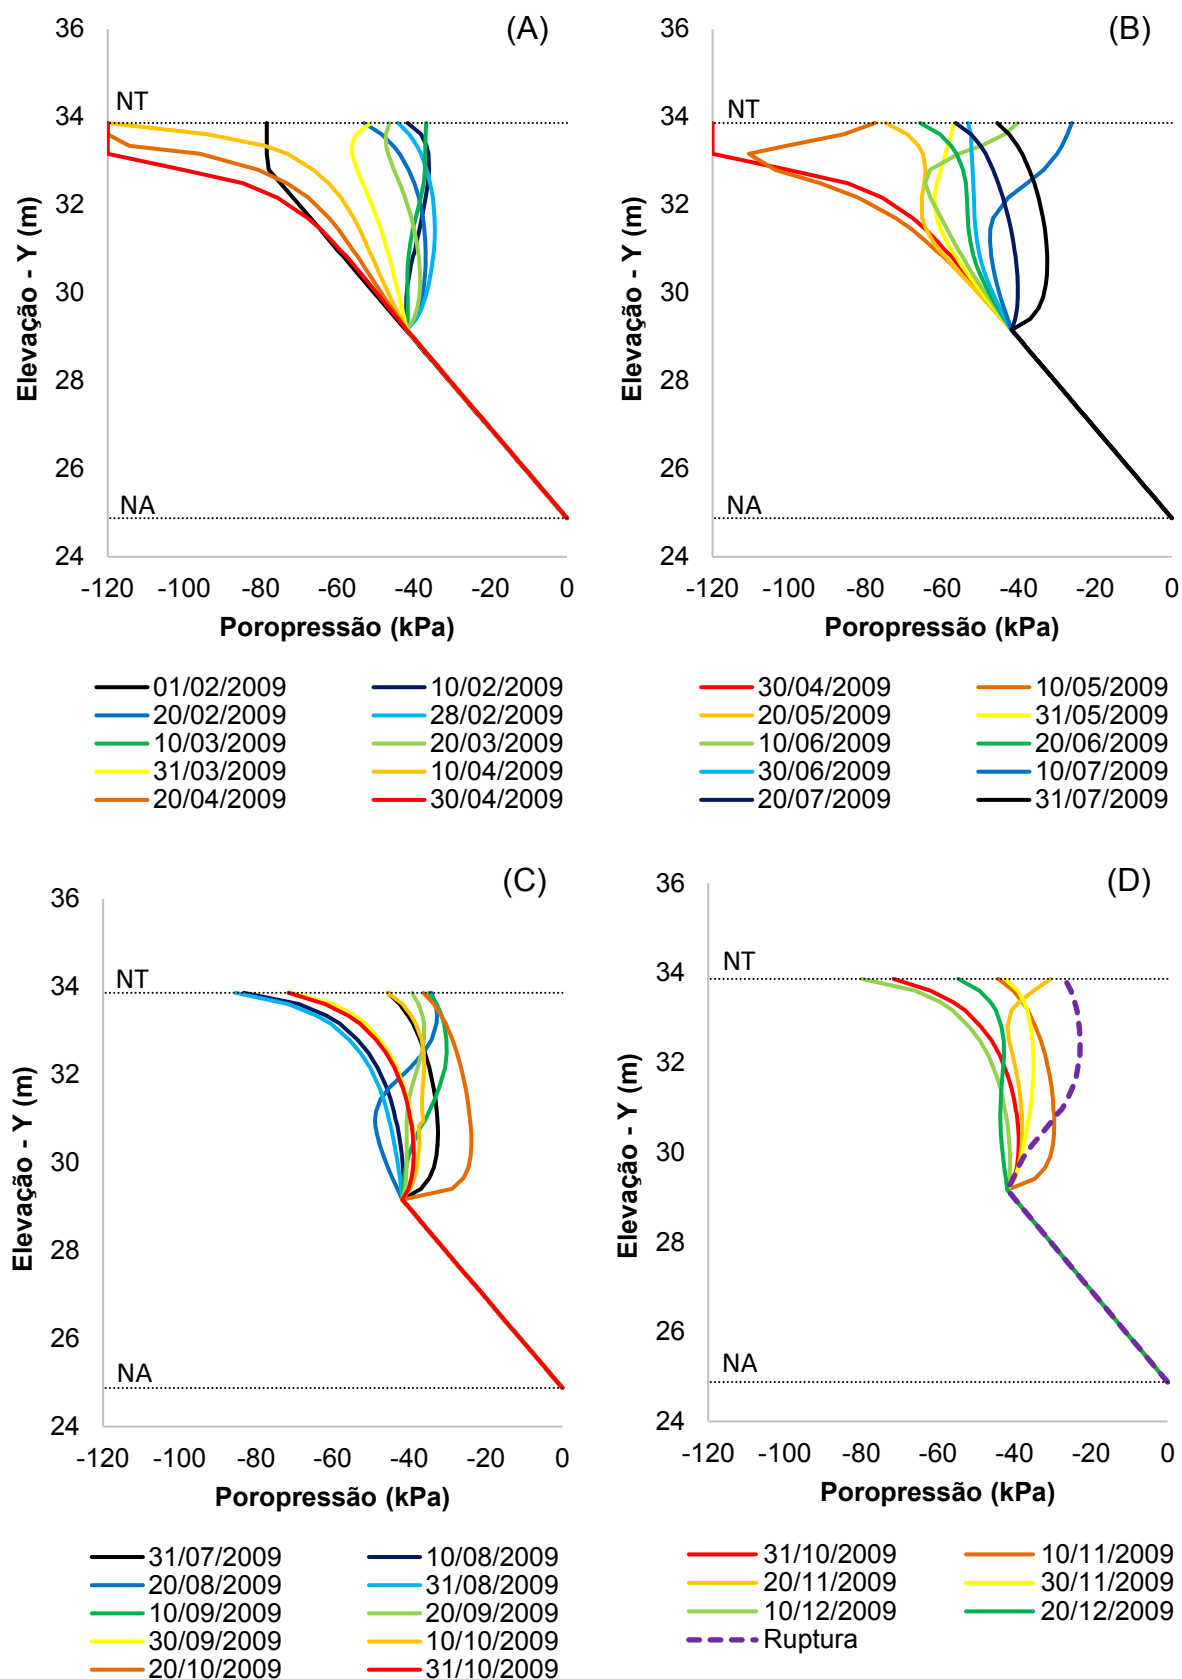 (A)
36
34
32
30
28
26
24
NT
NA
Elevação - Y (m)
-120 -100 -80 -60 -40 -20 0
Poropressão (kPa)
01/02/2009 10/02/2009
20/02/2009 28/02/2009
10/03/2009 20/03/2009
31/03/2009 10/04/2009
20/04/2009 30/04/2009
(B)
36
34
32
30
28
26
24
NT
NA
Elevação - Y (m)
-120 -100 -80 -60 -40 -20 0
Poropressão (kPa)
30/04/2009 10/05/2009
20/05/2009 31/05/2009
10/06/2009 20/06/2009
30/06/2009 10/07/2009
20/07/2009 31/07/2009
(C)
36
34
32
30
28
26
24
NT
NA
Elevação - Y (m)
-120 -100 -80 -60 -40 -20 0
Poropressão (kPa)
31/07/2009 10/08/2009
20/08/2009 31/08/2009
10/09/2009 20/09/2009
30/09/2009 10/10/2009
20/10/2009 31/10/2009
(D)
36
34
32
30
28
26
24
NT
NA
Elevação - Y (m)
-120 -100 -80 -60 -40 -20 0
Poropressão (kPa)
31/10/2009 10/11/2009
20/11/2009 30/11/2009
10/12/2009 20/12/2009
Ruptura